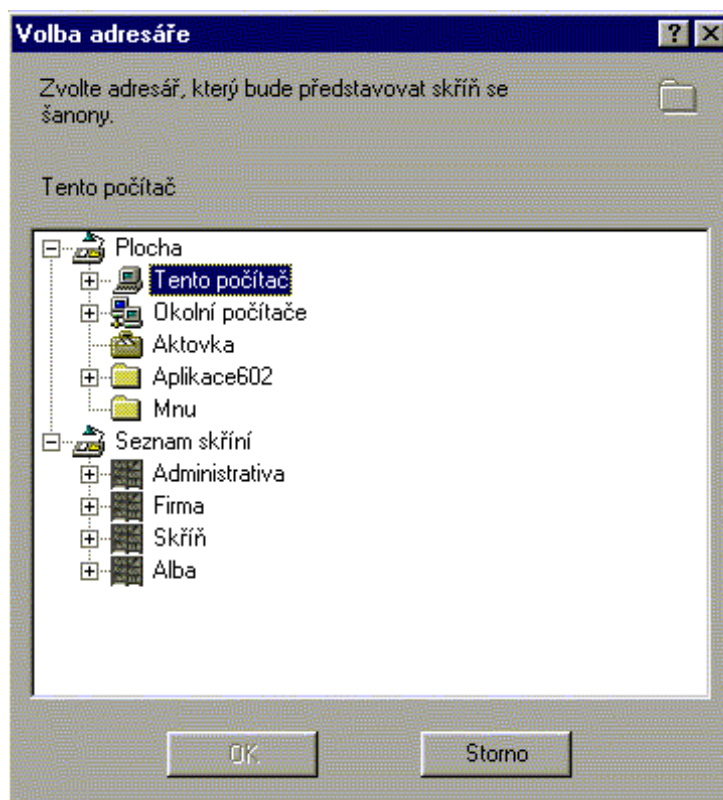 Volba adresáře
Zvolte adresář, který bude představovat skříň se
šanony.
Tento počítač
Plocha
Tento počítač
Okolní počítače
Aktovka
Aplikace602
Mnu
Seznam skříní
Administrativa
Firma
Skříň
Alba
OK Storno